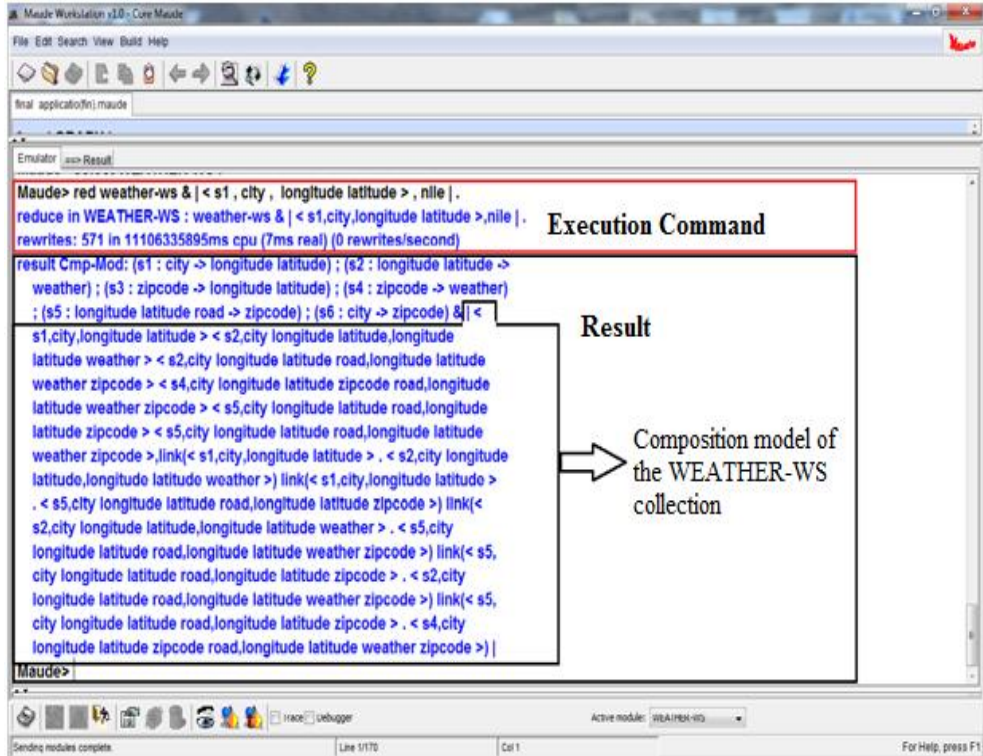 Maude Workstation v1.0 - Core Maude
File Edit Search View Build Help
Maude
final applicatio(fin).maude
Emulator ==> Result
Maude> red weather-ws & | < s1 , city , longitude latitude > , nile | .
reduce in WEATHER-WS : weather-ws & | < s1,city,longitude latitude >,nile | .
rewrites: 571 in 11106335895ms cpu (7ms real) (0 rewrites/second)
Execution Command
result Cmp-Mod: (s1 : city -> longitude latitude) ; (s2 : longitude latitude ->
weather) ; (s3 : zipcode -> longitude latitude) ; (s4 : zipcode -> weather)
; (s5 : longitude latitude road -> zipcode) ; (s6 : city -> zipcode) & | <
s1,city,longitude latitude > < s2,city longitude latitude,longitude
latitude weather > < s2,city longitude latitude road,longitude latitude
weather zipcode > < s4,city longitude latitude zipcode road,longitude
latitude weather zipcode > < s5,city longitude latitude road,longitude
latitude zipcode > < s5,city longitude latitude road,longitude latitude
weather zipcode >,link(< s1,city,longitude latitude > . < s2,city longitude
latitude,longitude latitude weather >) link(< s1,city,longitude latitude >
. < s5,city longitude latitude road,longitude latitude zipcode >) link(<
s2,city longitude latitude,longitude latitude weather > . < s5,city
longitude latitude road,longitude latitude weather zipcode >) link(< s5,
city longitude latitude road,longitude latitude zipcode > . < s2,city
longitude latitude road,longitude latitude weather zipcode >) link(< s5,
city longitude latitude road,longitude latitude zipcode > . < s4,city
longitude latitude zipcode road,longitude latitude weather zipcode >) |
Result
Composition model of
the WEATHER-WS
collection
Maude>
Trace Debugger Active module: WEATHER-WS
Sending modules complete. Line 1/170 Col 1 For Help, press F1